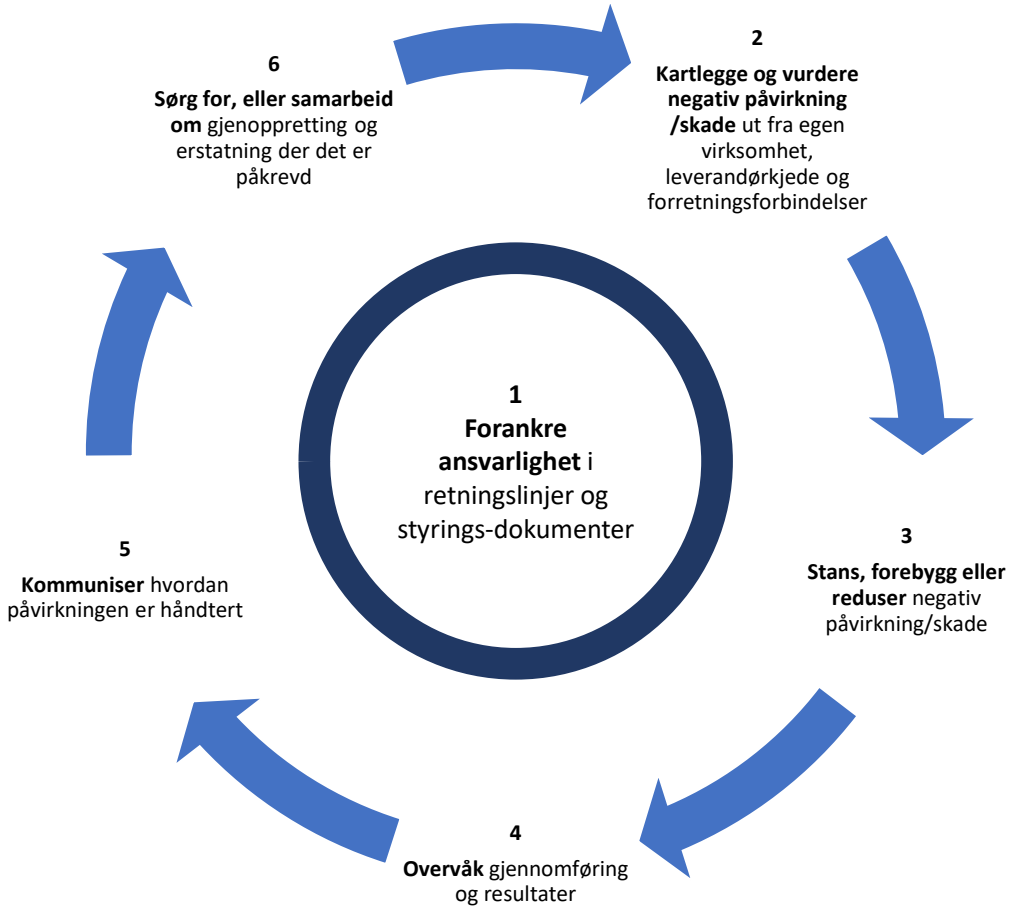 1
Forankre
ansvarlighet i
retningslinjer og
styrings-dokumenter
2
Kartlegge og vurdere
negativ påvirkning
/skade ut fra egen
virksomhet,
leverandørkjede og
forretningsforbindelser
3
Stans, forebygg eller
reduser negativ
påvirkning/skade
4
Overvåk gjennomføring
og resultater
5
Kommuniser hvordan
påvirkningen er håndtert
6
Sørg for, eller samarbeid
om gjenoppretting og
erstatning der det er
påkrevd